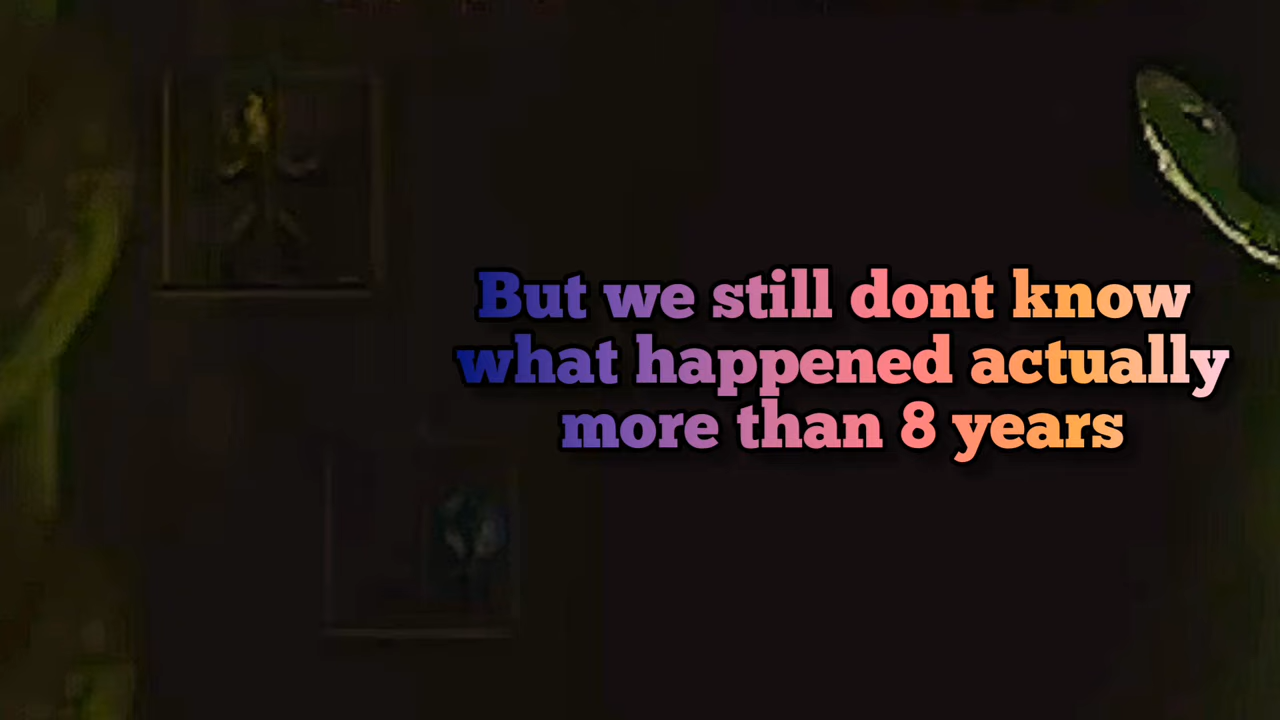 But we still dont know
what happened actually
more than 8 years